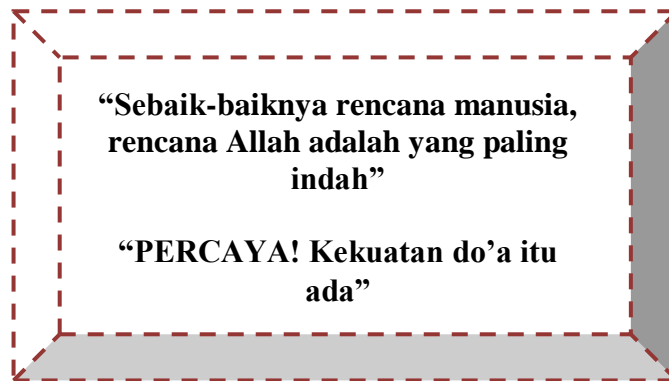 “Sebaik-baiknya rencana manusia,
rencana Allah adalah yang paling
indah”
“PERCAYA! Kekuatan do’a itu
ada”